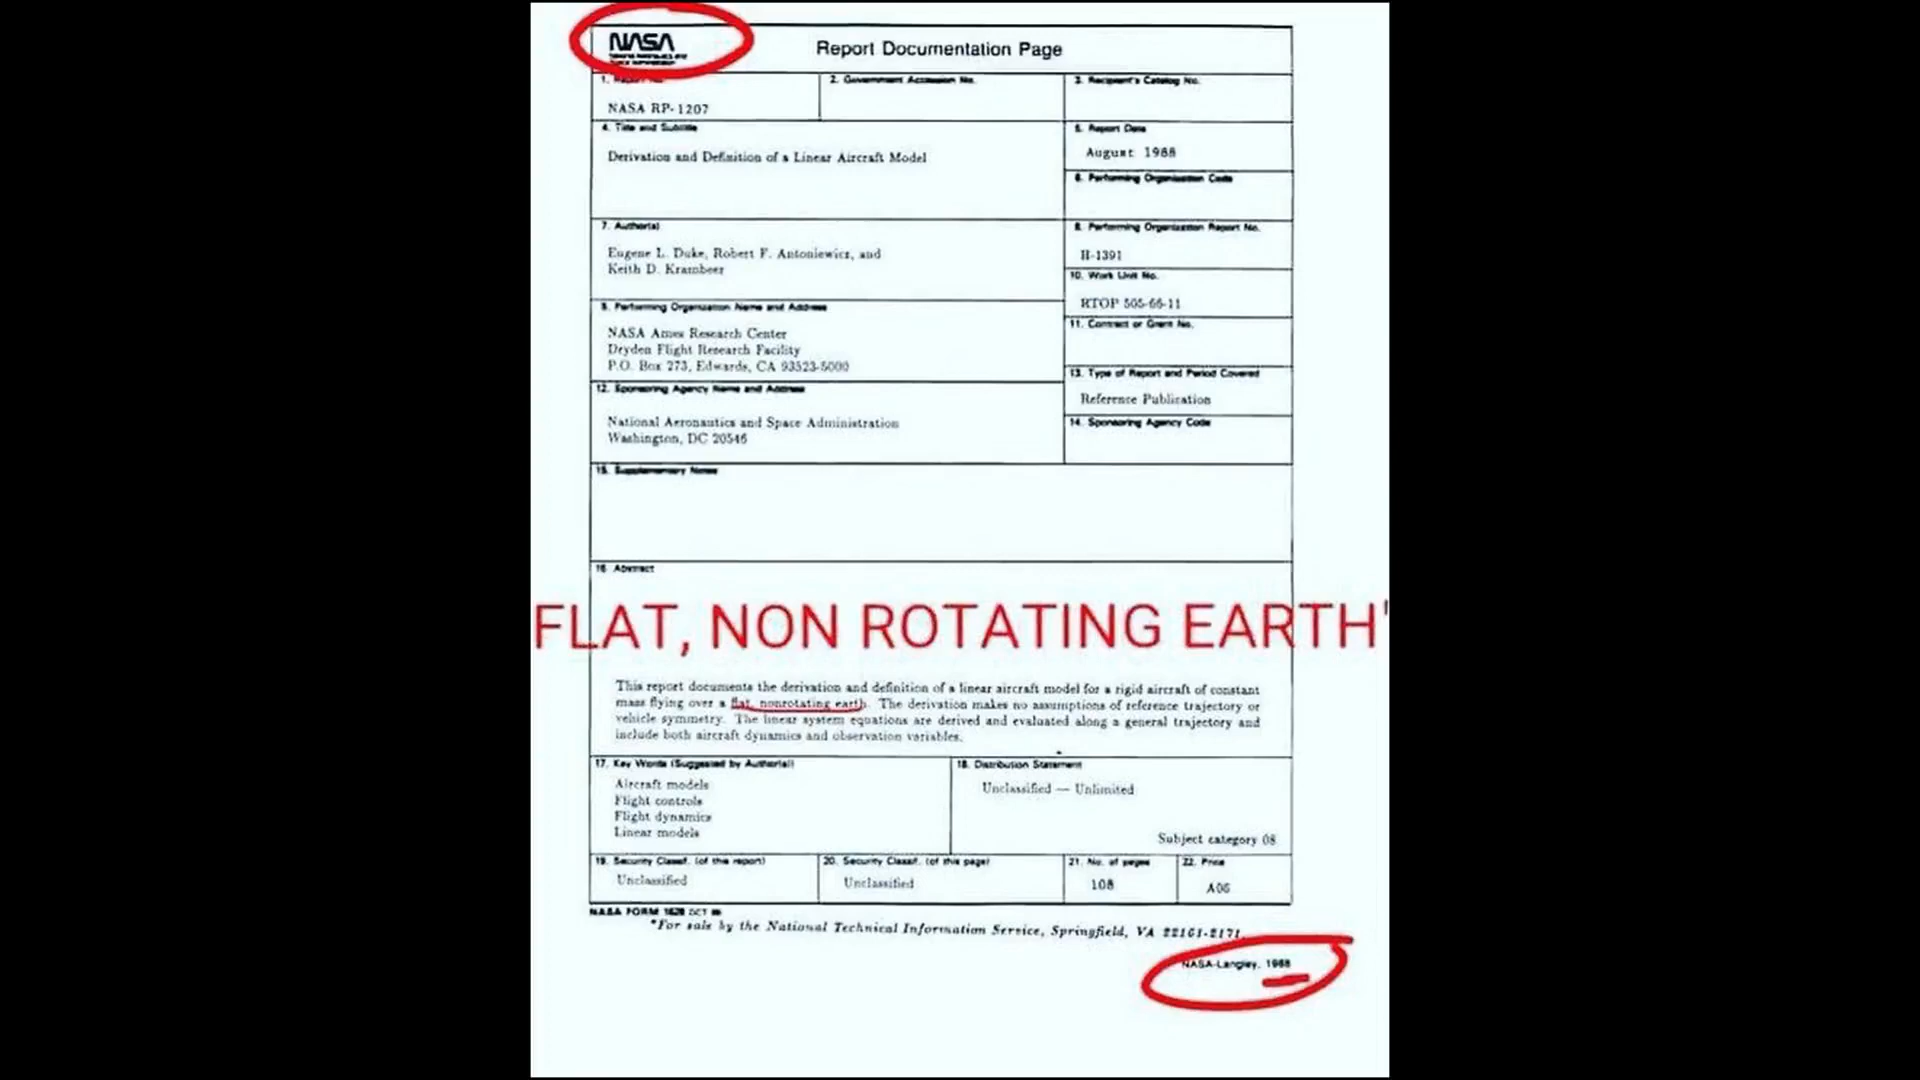 NASA
Report Documentation Page
NASA RP-1207
2. Government Accession No.
3. Recipient's Catalog No.
4. Title and Subtitle
Derivation and Definition of a Linear Aircraft Model
5. Report Date
August 1988
6. Performing Organization Code
7. Author(s)
Eugene L. Duke, Robert F. Antoniewicz, and
Keith D. Krambeer
8. Performing Organization Report No.
H-1391
10. Work Unit No.
RTOP 505-66-11
9. Performing Organization Name and Address
NASA Ames Research Center
Dryden Flight Research Facility
P.O. Box 273, Edwards, CA 93523-5000
11. Contract or Grant No.
13. Type of Report and Period Covered
Reference Publication
12. Sponsoring Agency Name and Address
National Aeronautics and Space Administration
Washington, DC 20546
14. Sponsoring Agency Code
15. Supplementary Notes
16 Abstract
FLAT, NON ROTATING EARTH"
This report documents the derivation and definition of a linear aircraft model for a rigid aircraft of constant
mass flying over a flat, nonrotating earth. The derivation makes no assumptions of reference trajectory or
vehicle symmetry. The linear system equations are derived and evaluated along a general trajectory and
include both aircraft dynamics and observation variables.
17. Key Words (Suggested by Author(s))
Aircraft models
Flight controls
Flight dynamics
Linear models
18. Distribution Statement
Unclassified — Unlimited
Subject category 08
19. Security Classif. (of this report)
Unclassified
20. Security Classif. (of this page)
Unclassified
21. No. of pages
108
22. Price
A06
NASA FORM 1626 OCT 86
*For sale by the National Technical Information Service, Springfield, VA 22161-2171.
NASA-Langley, 1988